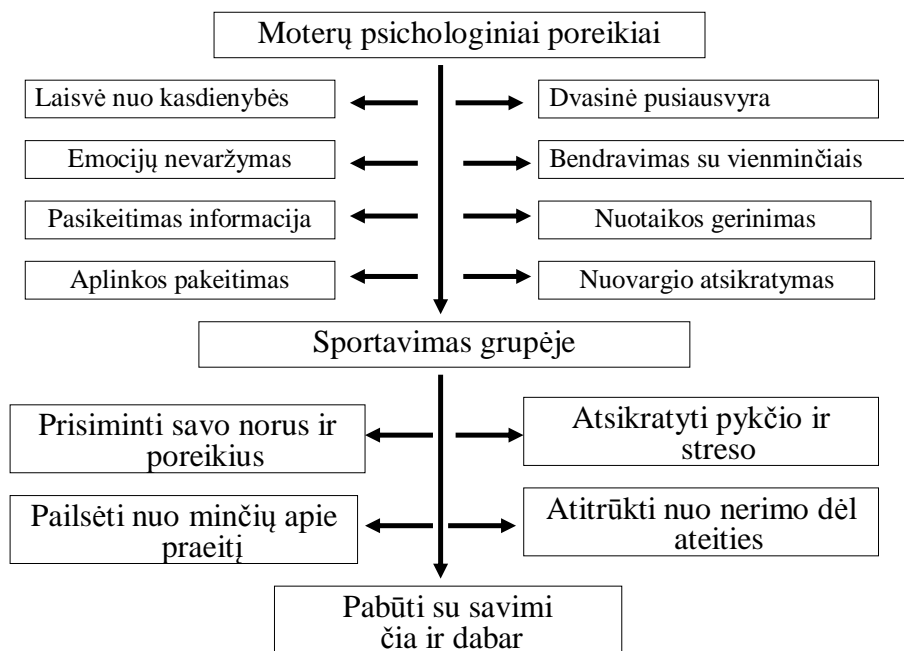 Moterų psichologiniai poreikiai
Laisvė nuo kasdienybės
Dvasinė pusiausvyra
Emocijų nevaržymas
Bendravimas su vienminčiais
Pasikeitimas informacija
Nuotaikos gerinimas
Aplinkos pakeitimas
Nuovargio atsikratymas
Sportavimas grupėje
Prisiminti savo norus ir
poreikius
Atsikratyti pykčio ir
streso
Pailsėti nuo minčių apie
praeitį
Atitrūkti nuo nerimo dėl
ateities
Pabūti su savimi
čia ir dabar